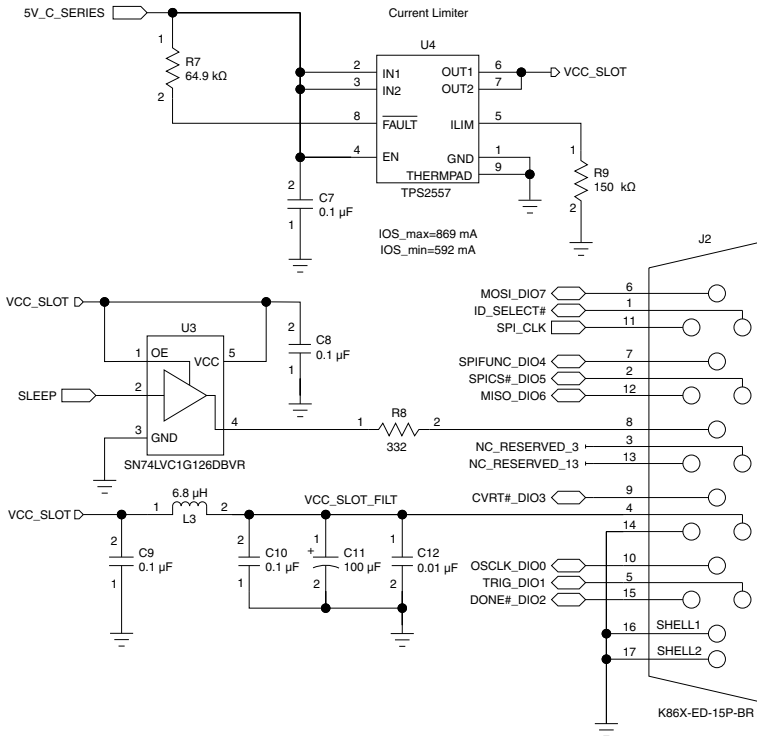 5V_C_SERIES
Current Limiter
1
R7
64.9 kΩ
2
U4
2 IN1 OUT1 6
3 IN2 OUT2 7
VCC_SLOT
8 FAULT ILIM 5
4 EN GND 1
THERMPAD 9
TPS2557
1
R9
150 kΩ
2
2
C7
0.1 µF
1
IOS_max=869 mA
IOS_min=592 mA
J2
VCC_SLOT
U3
1 OE
VCC 5
2
SLEEP
4
3
GND
SN74LVC1G126DBVR
2
C8
0.1 µF
1
1 R8 2
332
MOSI_DIO7 6
ID_SELECT# 1
SPI_CLK 11
SPIFUNC_DIO4 7
SPICS#_DIO5 2
MISO_DIO6 12
8
NC_RESERVED_3 3
NC_RESERVED_13 13
CVRT#_DIO3 9
4
14
OSCLK_DIO0 10
TRIG_DIO1 5
DONE#_DIO2 15
16 SHELL1
17 SHELL2
K86X-ED-15P-BR
VCC_SLOT
6.8 µH
1 2
L3
VCC_SLOT_FILT
2
C9
0.1 µF
1
2
C10
0.1 µF
1
1
+
C11
100 µF
2
1
C12
0.01 µF
2